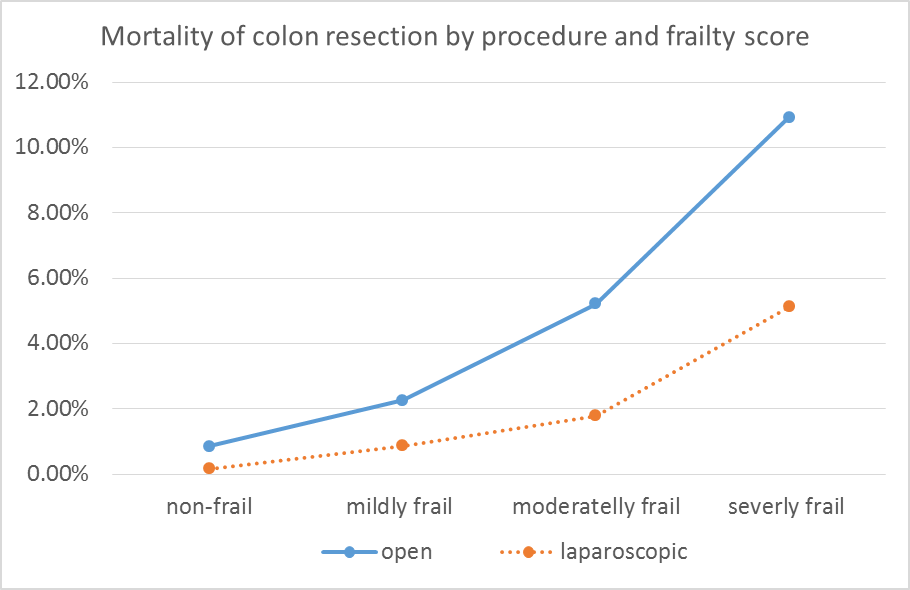 Mortality of colon resection by procedure and frailty score
12.00%
10.00%
8.00%
6.00%
4.00%
2.00%
0.00%
non-frail mildly frail moderatelly frail severly frail
open laparoscopic